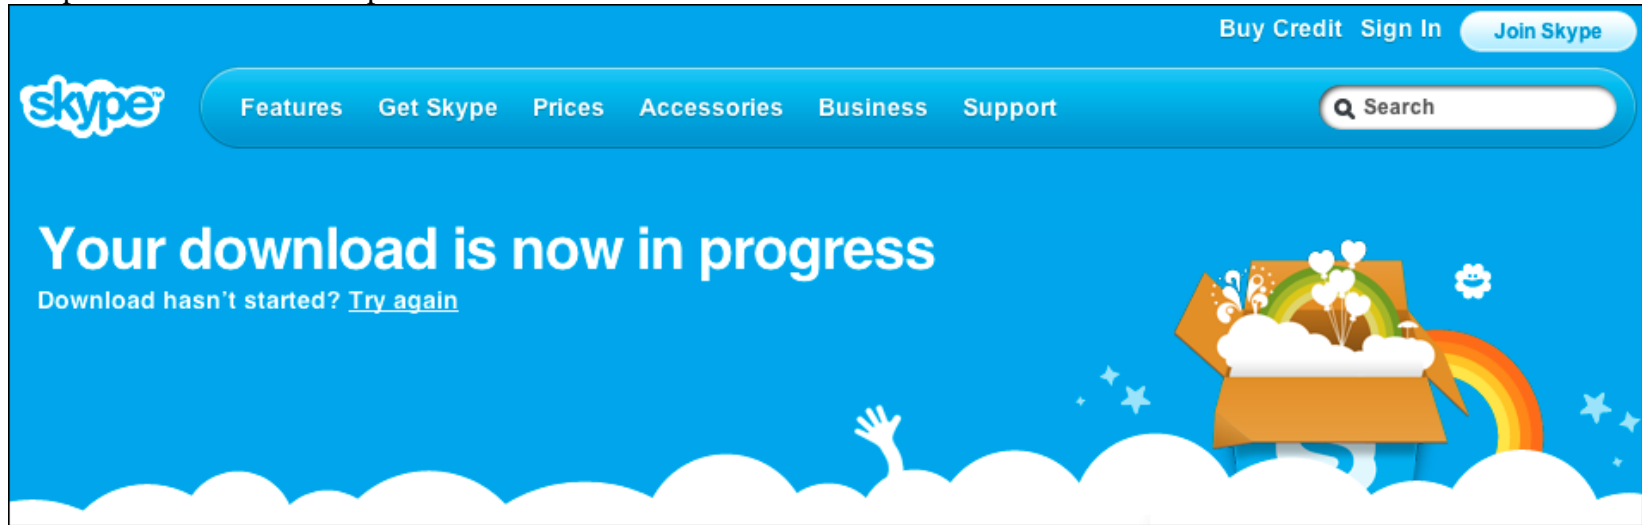 Buy Credit Sign In Join Skype
skype™
Features Get Skype Prices Accessories Business Support Search
Your download is now in progress
Download hasn't started? Try again